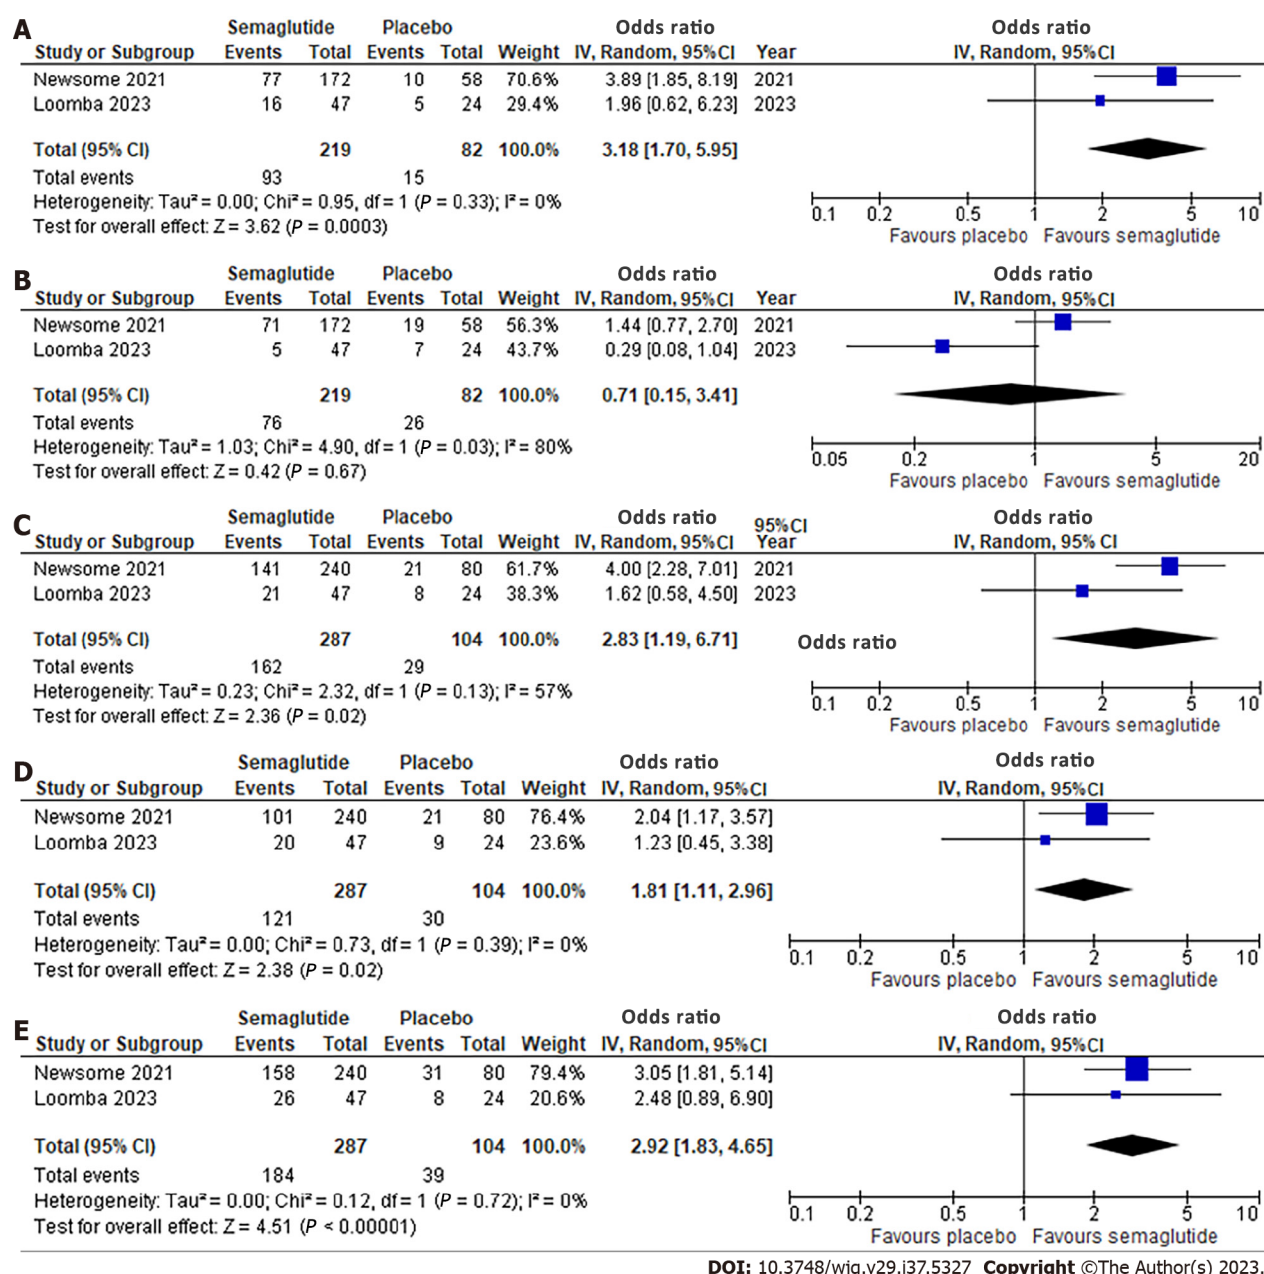 A
Semaglutide Placebo Odds ratio Odds ratio
Study or Subgroup Events Total Events Total Weight IV, Random, 95%CI Year IV, Random, 95%CI
Newsome 2021 77 172 10 58 70.6% 3.89 [1.85, 8.19] 2021
Loomba 2023 16 47 5 24 29.4% 1.96 [0.62, 6.23] 2023
Total (95% CI) 219 82 100.0% 3.18 [1.70, 5.95]
Total events 93 15
Heterogeneity: Tau² = 0.00; Chi² = 0.95, df = 1 (P = 0.33); I² = 0%
Test for overall effect: Z = 3.62 (P = 0.0003)
0.1 0.2 0.5 1 2 5 10
Favours placebo Favours semaglutide
B
Semaglutide Placebo Odds ratio Odds ratio
Study or Subgroup Events Total Events Total Weight IV, Random, 95%CI Year IV, Random, 95%CI
Newsome 2021 71 172 19 58 56.3% 1.44 [0.77, 2.70] 2021
Loomba 2023 5 47 7 24 43.7% 0.29 [0.08, 1.04] 2023
Total (95% CI) 219 82 100.0% 0.71 [0.15, 3.41]
Total events 76 26
Heterogeneity: Tau² = 1.03; Chi² = 4.90, df = 1 (P = 0.03); I² = 80%
Test for overall effect: Z = 0.42 (P = 0.67)
0.05 0.2 1 5 20
Favours placebo Favours semaglutide
C
Semaglutide Placebo Odds ratio 95%CI Odds ratio
Study or Subgroup Events Total Events Total Weight IV, Random, 95%CI Year IV, Random, 95% CI
Newsome 2021 141 240 21 80 61.7% 4.00 [2.28, 7.01] 2021
Loomba 2023 21 47 8 24 38.3% 1.62 [0.58, 4.50] 2023
Total (95% CI) 287 104 100.0% 2.83 [1.19, 6.71] Odds ratio
Total events 162 29
Heterogeneity: Tau² = 0.23; Chi² = 2.32, df = 1 (P = 0.13); I² = 57%
Test for overall effect: Z = 2.36 (P = 0.02)
0.1 0.2 0.5 1 2 5 10
Favours placebo Favours semaglutide
D
Semaglutide Placebo Odds ratio Odds ratio
Study or Subgroup Events Total Events Total Weight IV, Random, 95%CI IV, Random, 95%CI
Newsome 2021 101 240 21 80 76.4% 2.04 [1.17, 3.57]
Loomba 2023 20 47 9 24 23.6% 1.23 [0.45, 3.38]
Total (95% CI) 287 104 100.0% 1.81 [1.11, 2.96]
Total events 121 30
Heterogeneity: Tau² = 0.00; Chi² = 0.73, df = 1 (P = 0.39); I² = 0%
Test for overall effect: Z = 2.38 (P = 0.02)
0.1 0.2 0.5 1 2 5 10
Favours placebo Favours semaglutide
E
Semaglutide Placebo Odds ratio Odds ratio
Study or Subgroup Events Total Events Total Weight IV, Random, 95%CI IV, Random, 95%CI
Newsome 2021 158 240 31 80 79.4% 3.05 [1.81, 5.14]
Loomba 2023 26 47 8 24 20.6% 2.48 [0.89, 6.90]
Total (95% CI) 287 104 100.0% 2.92 [1.83, 4.65]
Total events 184 39
Heterogeneity: Tau² = 0.00; Chi² = 0.12, df = 1 (P = 0.72); I² = 0%
Test for overall effect: Z = 4.51 (P < 0.00001)
0.1 0.2 0.5 1 2 5 10
Favours placebo Favours semaglutide
DOI: 10.3748/wjg.v29.i37.5327 Copyright ©The Author(s) 2023.